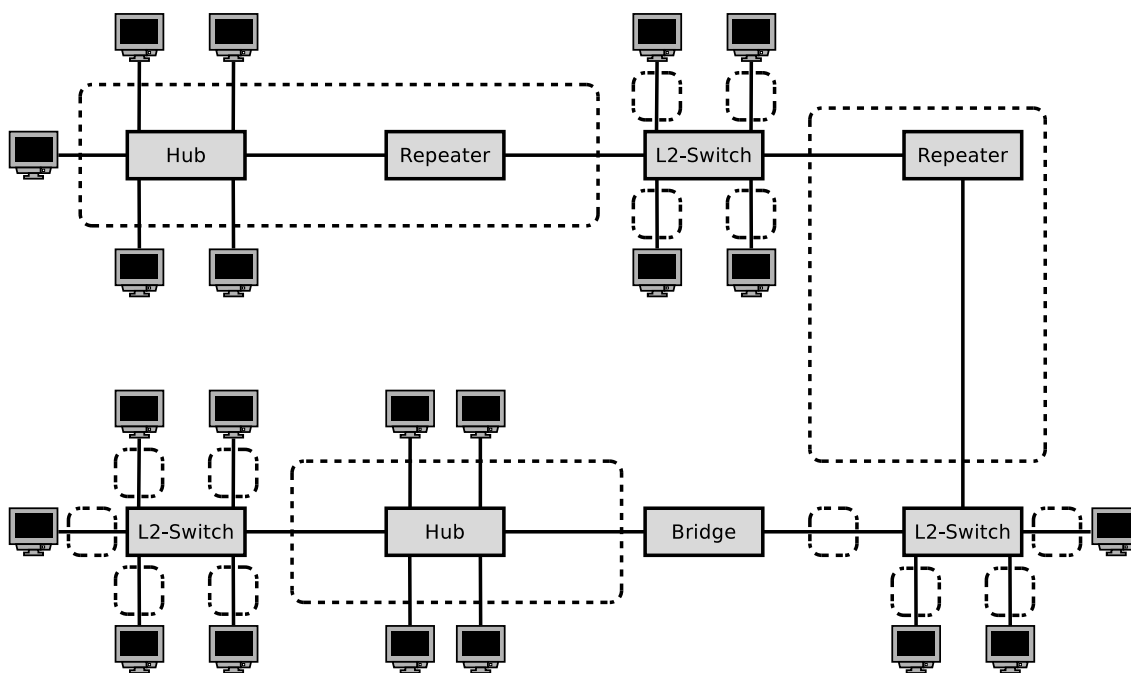 Hub
Repeater
L2-Switch
Repeater
L2-Switch
Hub
Bridge
L2-Switch